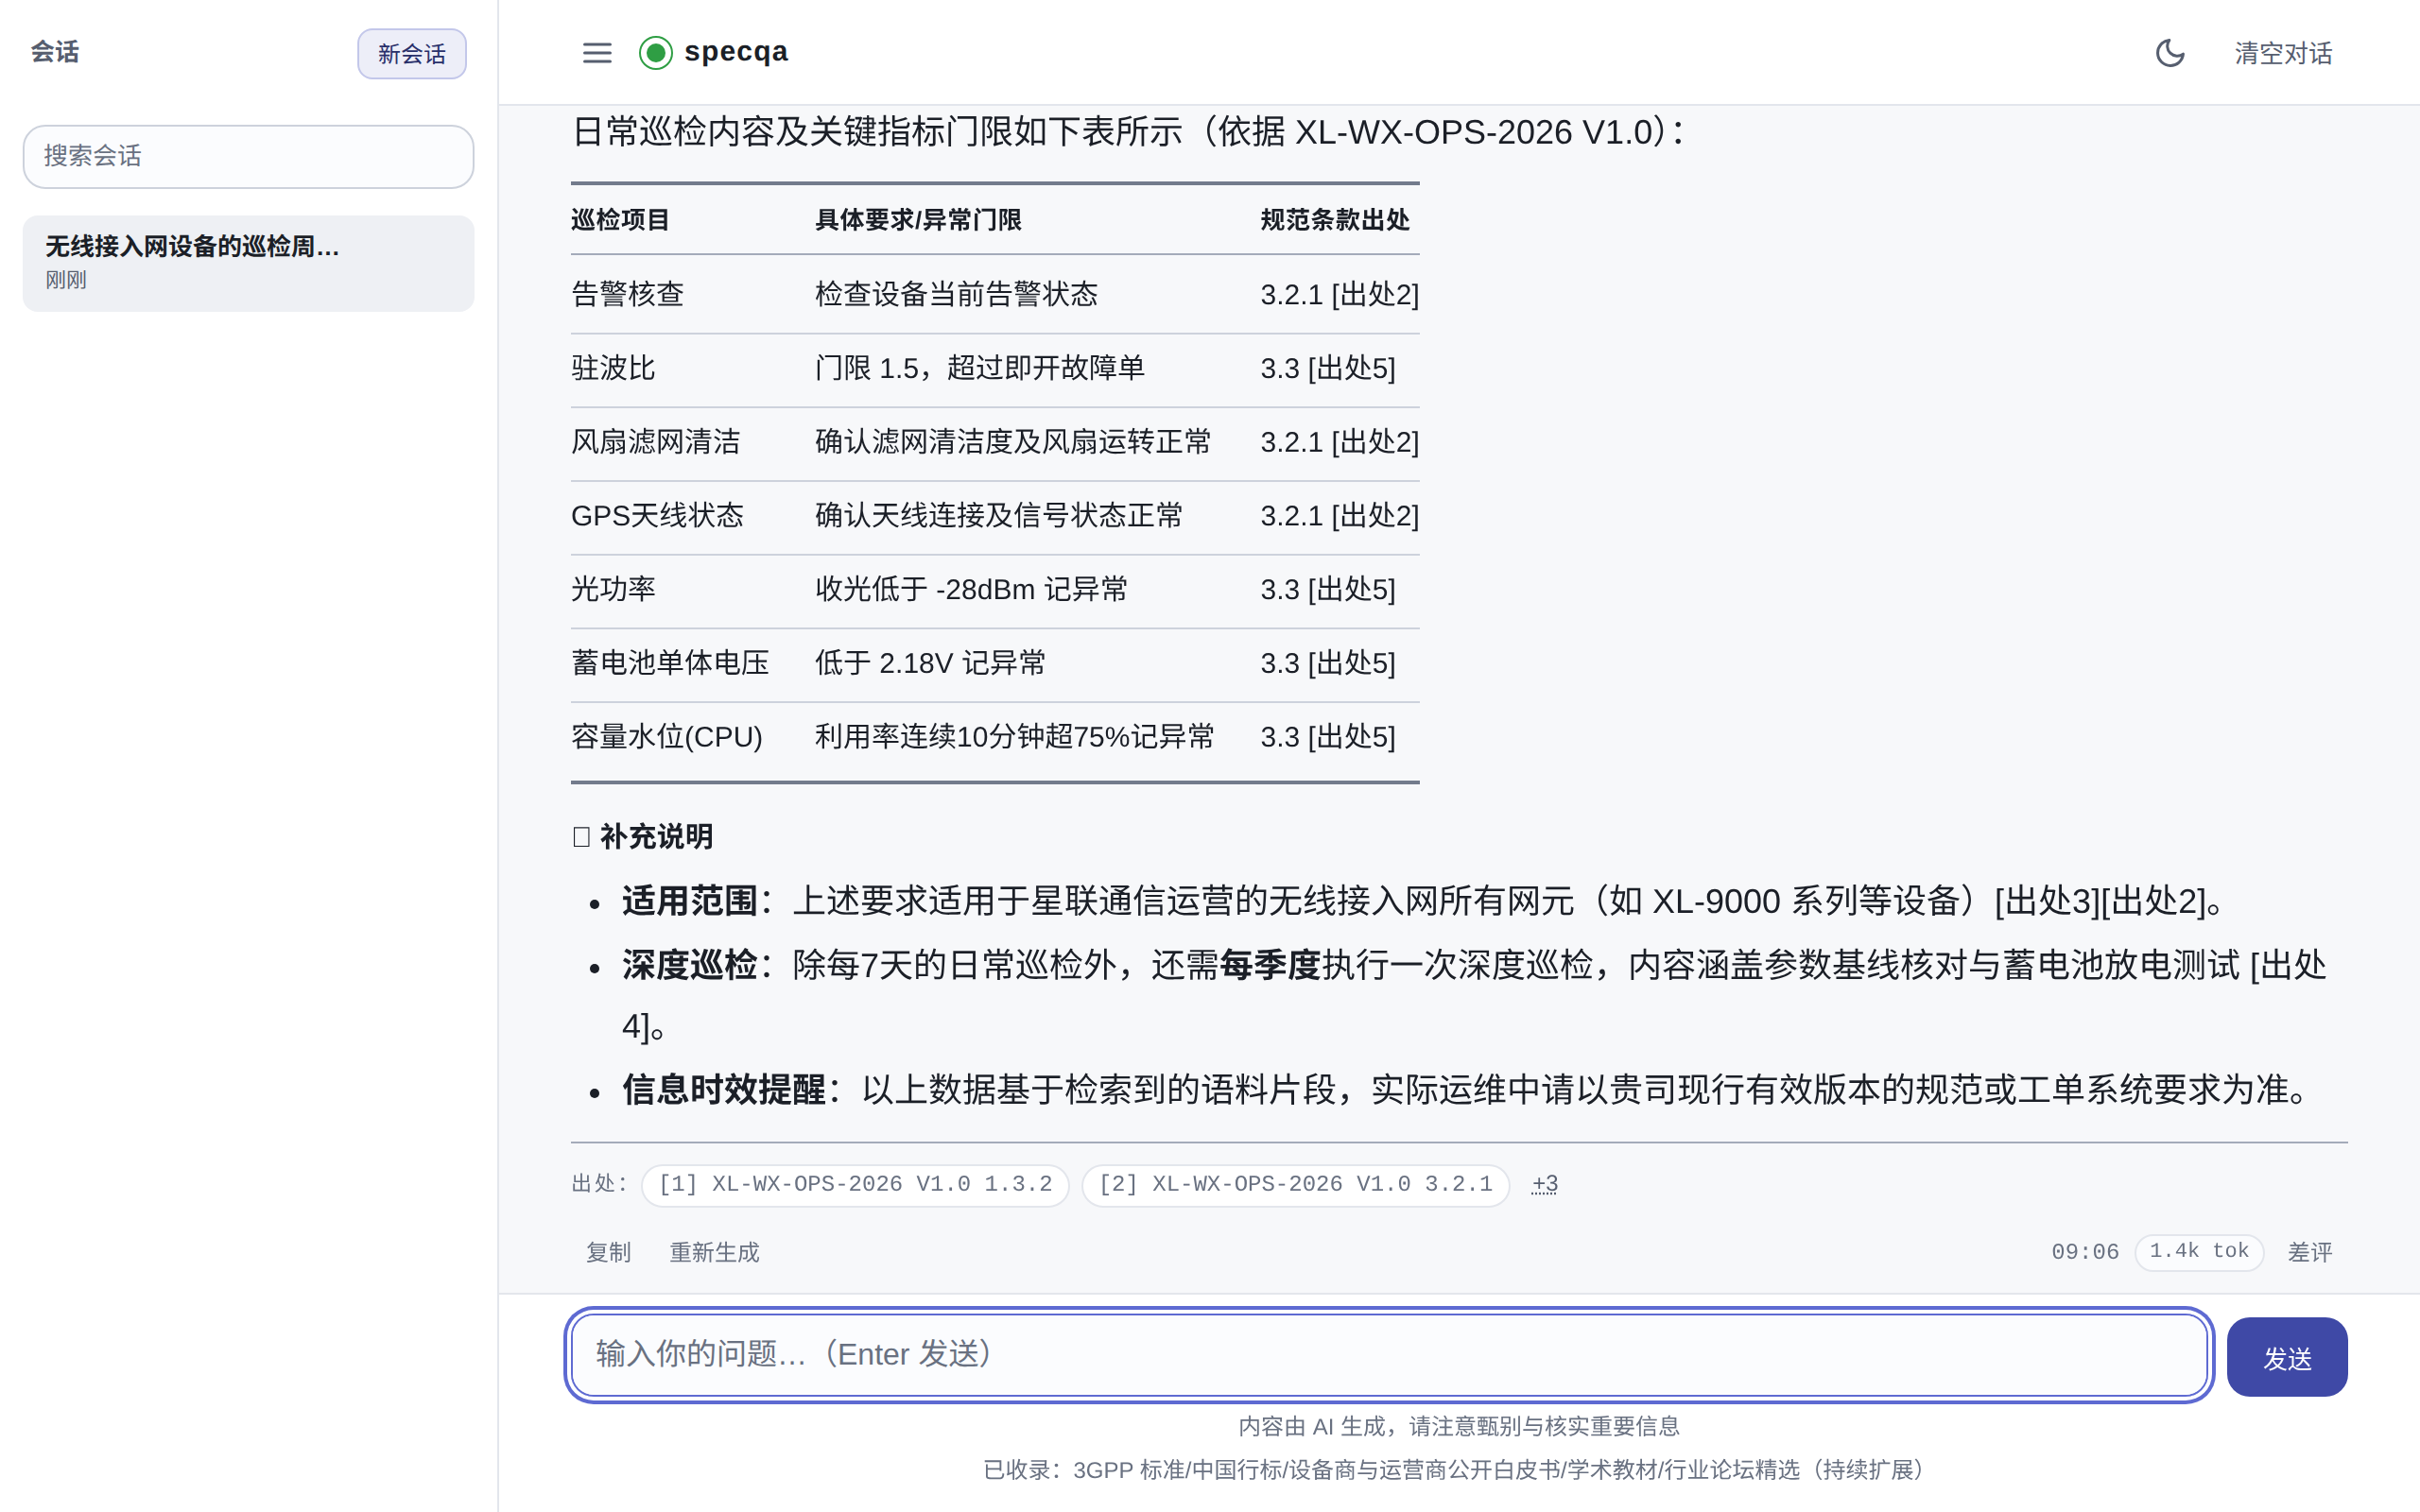 会话
新会话
搜索会话
无线接入网设备的巡检周…
刚刚
specqa
清空对话
日常巡检内容及关键指标门限如下表所示（依据 XL-WX-OPS-2026 V1.0）：
巡检项目 具体要求/异常门限 规范条款出处
告警核查 检查设备当前告警状态 3.2.1 [出处2]
驻波比 门限 1.5，超过即开故障单 3.3 [出处5]
风扇滤网清洁 确认滤网清洁度及风扇运转正常 3.2.1 [出处2]
GPS天线状态 确认天线连接及信号状态正常 3.2.1 [出处2]
光功率 收光低于 -28dBm 记异常 3.3 [出处5]
蓄电池单体电压 低于 2.18V 记异常 3.3 [出处5]
容量水位(CPU) 利用率连续10分钟超75%记异常 3.3 [出处5]
补充说明
• 适用范围：上述要求适用于星联通信运营的无线接入网所有网元（如 XL-9000 系列等设备）[出处3][出处2]。
• 深度巡检：除每7天的日常巡检外，还需每季度执行一次深度巡检，内容涵盖参数基线核对与蓄电池放电测试 [出处
4]。
• 信息时效提醒：以上数据基于检索到的语料片段，实际运维中请以贵司现行有效版本的规范或工单系统要求为准。
出处： [1] XL-WX-OPS-2026 V1.0 1.3.2 [2] XL-WX-OPS-2026 V1.0 3.2.1 +3
复制 重新生成 09:06 1.4k tok 差评
输入你的问题…（Enter 发送）
发送
内容由 AI 生成，请注意甄别与核实重要信息
已收录：3GPP 标准/中国行标/设备商与运营商公开白皮书/学术教材/行业论坛精选（持续扩展）